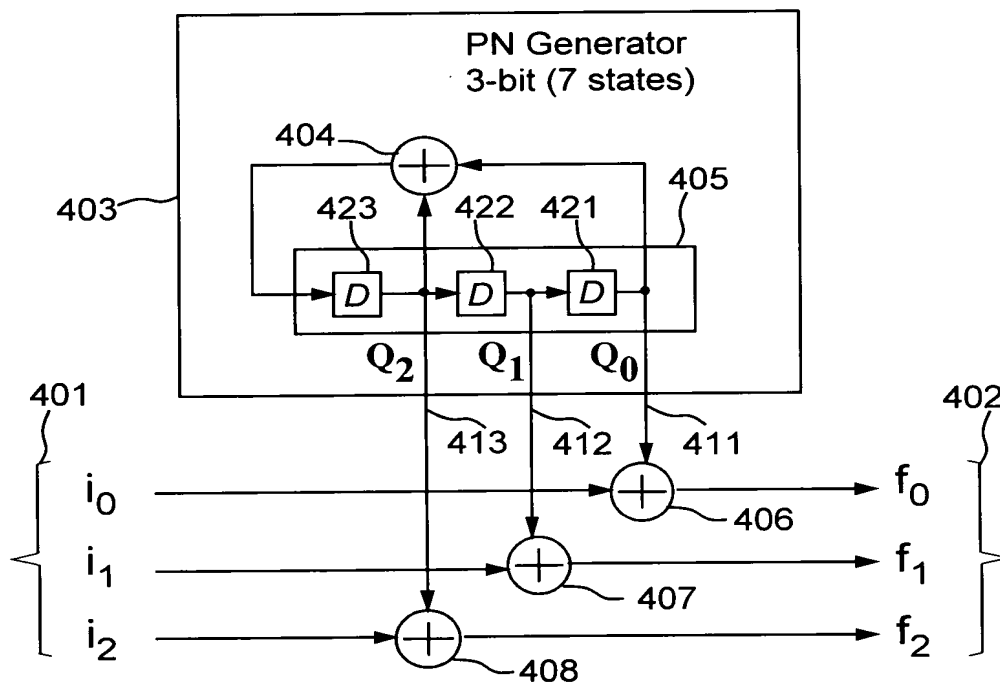 PN Generator
3-bit (7 states)
404
403
405
423
422
421
D
D
D
Q2
Q1
Q0
401
402
413
412
411
i0
f0
406
i1
f1
407
i2
f2
408